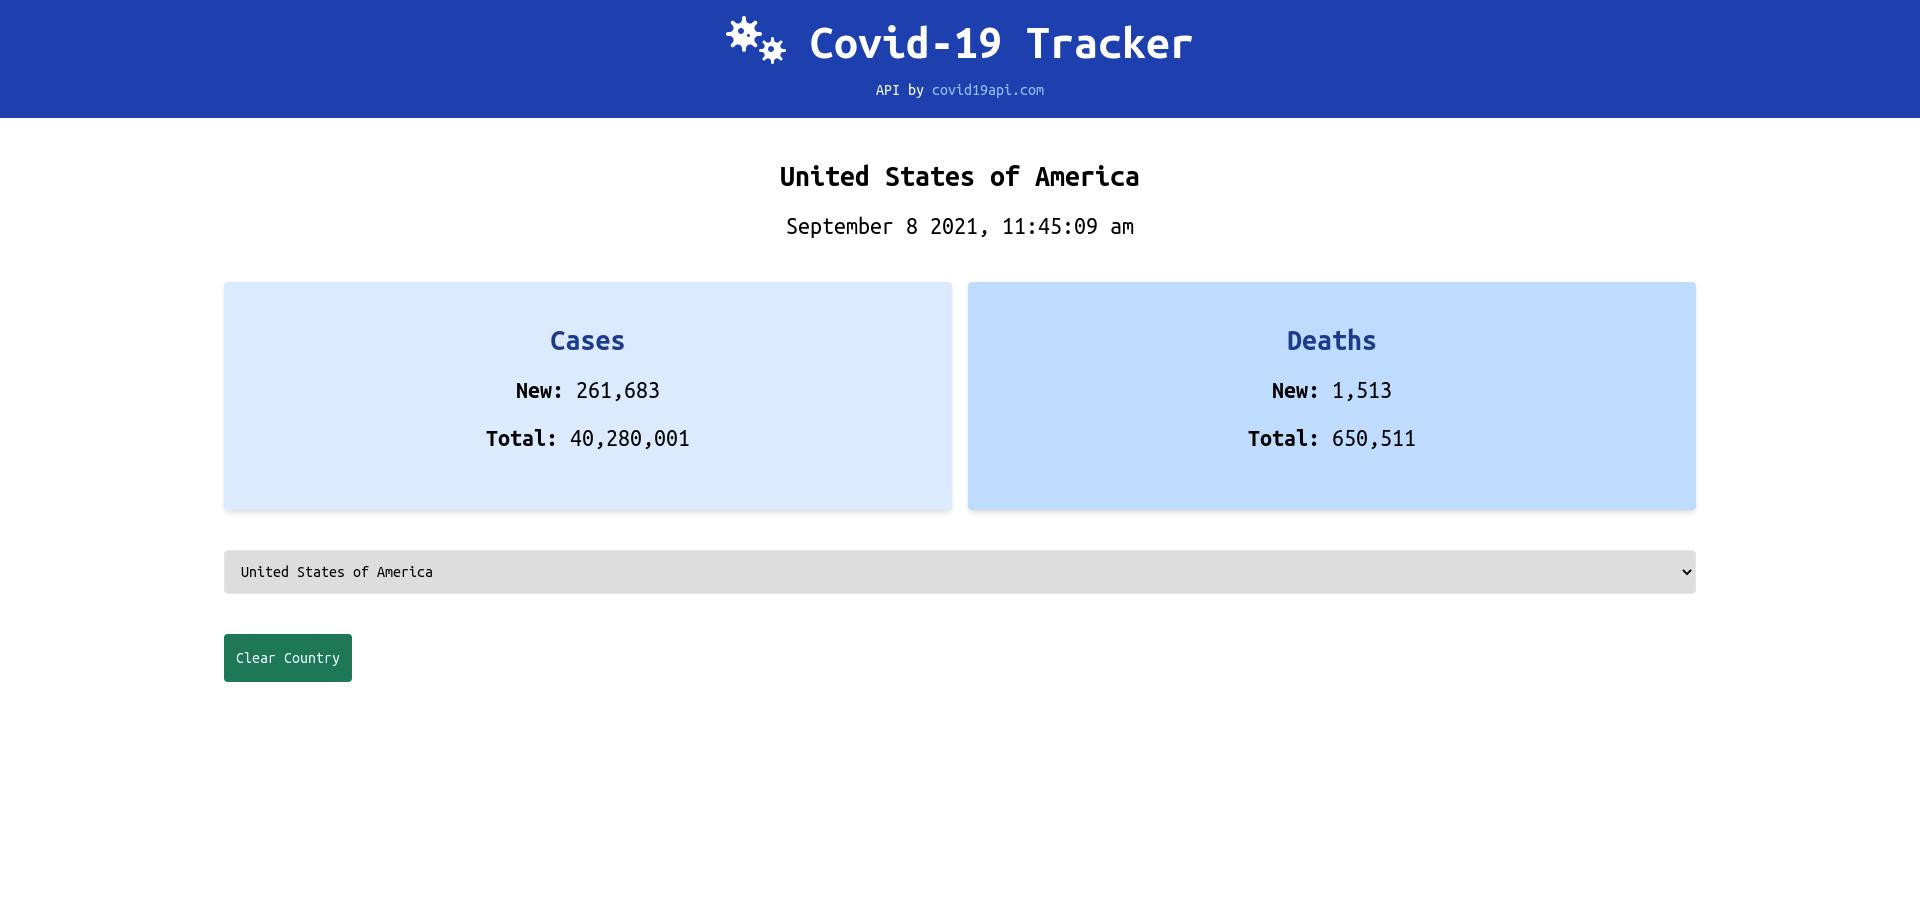 Covid-19 Tracker
API by covid19api.com
United States of America
September 8 2021, 11:45:09 am
Cases
New: 261,683
Total: 40,280,001
Deaths
New: 1,513
Total: 650,511
United States of America
Clear Country